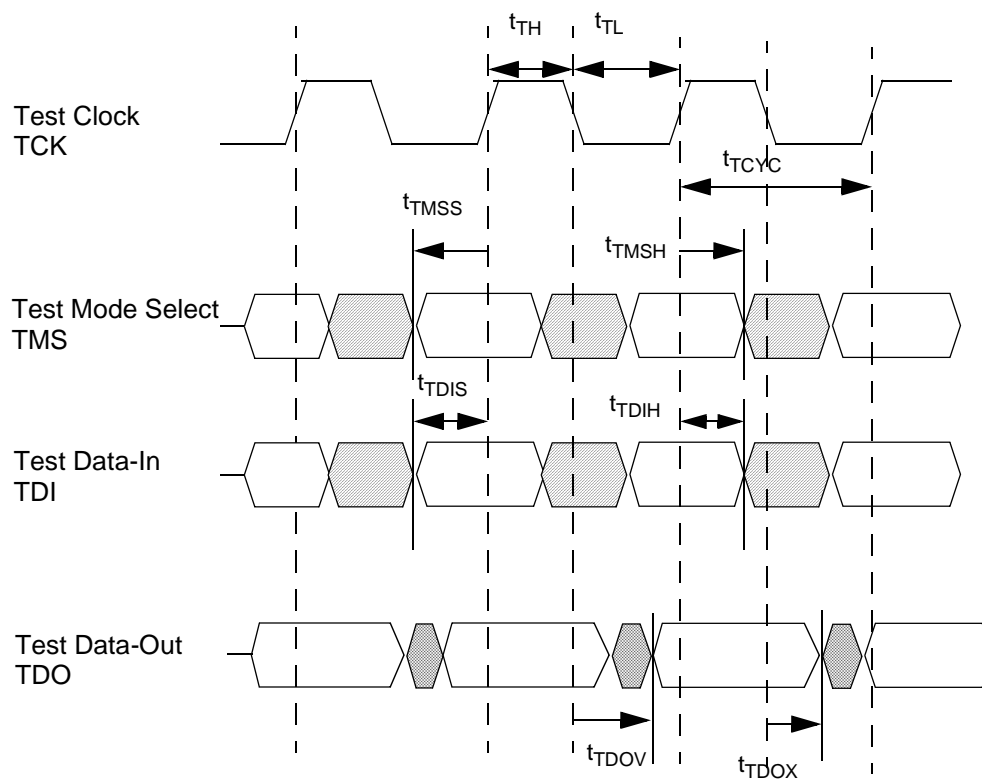 tTH
tTL
Test Clock
TCK
tTCYC
tTMSS
tTMSH
Test Mode Select
TMS
tTDIS
tTDIH
Test Data-In
TDI
Test Data-Out
TDO
tTDOV
tTDOX